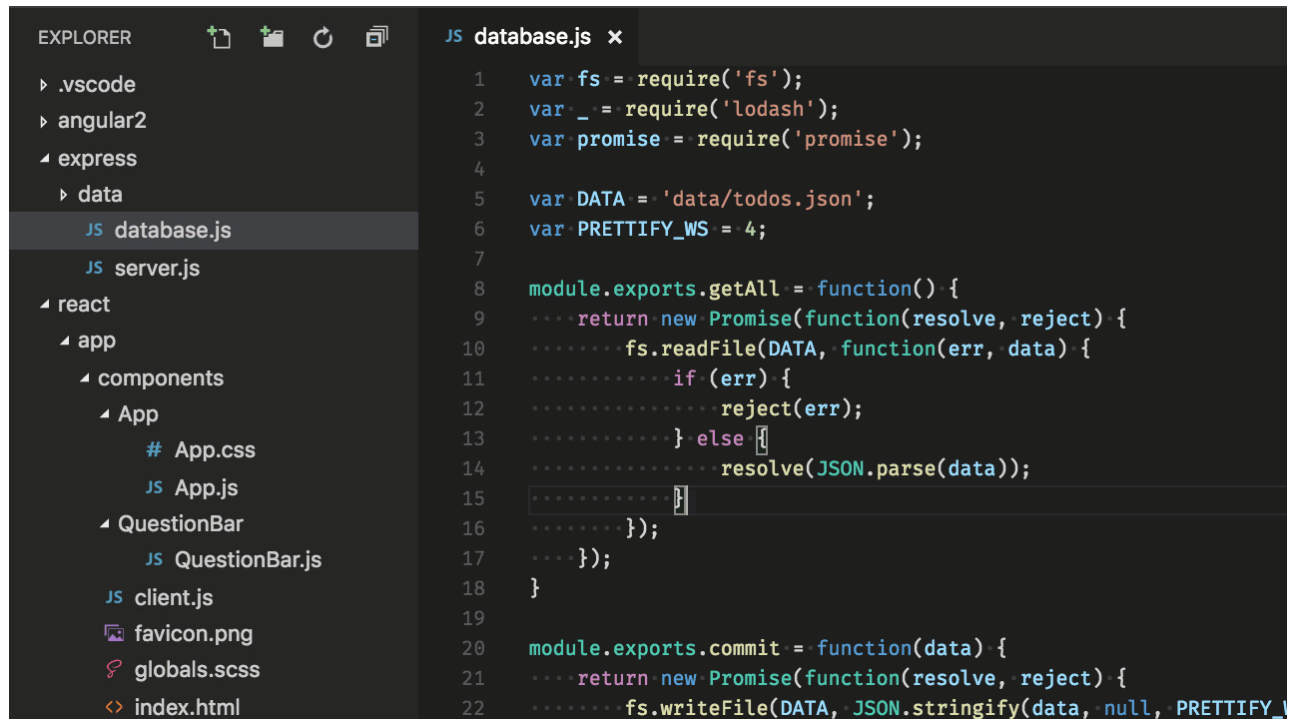 EXPLORER
.vscode
angular2
express
data
JS database.js
JS server.js
react
app
components
App
# App.css
JS App.js
QuestionBar
JS QuestionBar.js
JS client.js
favicon.png
globals.scss
<> index.html
JS database.js ×
1 var fs = require('fs');
2 var _ = require('lodash');
3 var promise = require('promise');
4
5 var DATA = 'data/todos.json';
6 var PRETTIFY_WS = 4;
7
8 module.exports.getAll = function() {
9     return new Promise(function(resolve, reject) {
10         fs.readFile(DATA, function(err, data) {
11             if (err) {
12                 reject(err);
13             } else {
14                 resolve(JSON.parse(data));
15             }
16         });
17     });
18 }
19
20 module.exports.commit = function(data) {
21     return new Promise(function(resolve, reject) {
22         fs.writeFile(DATA, JSON.stringify(data, null, PRETTIFY_